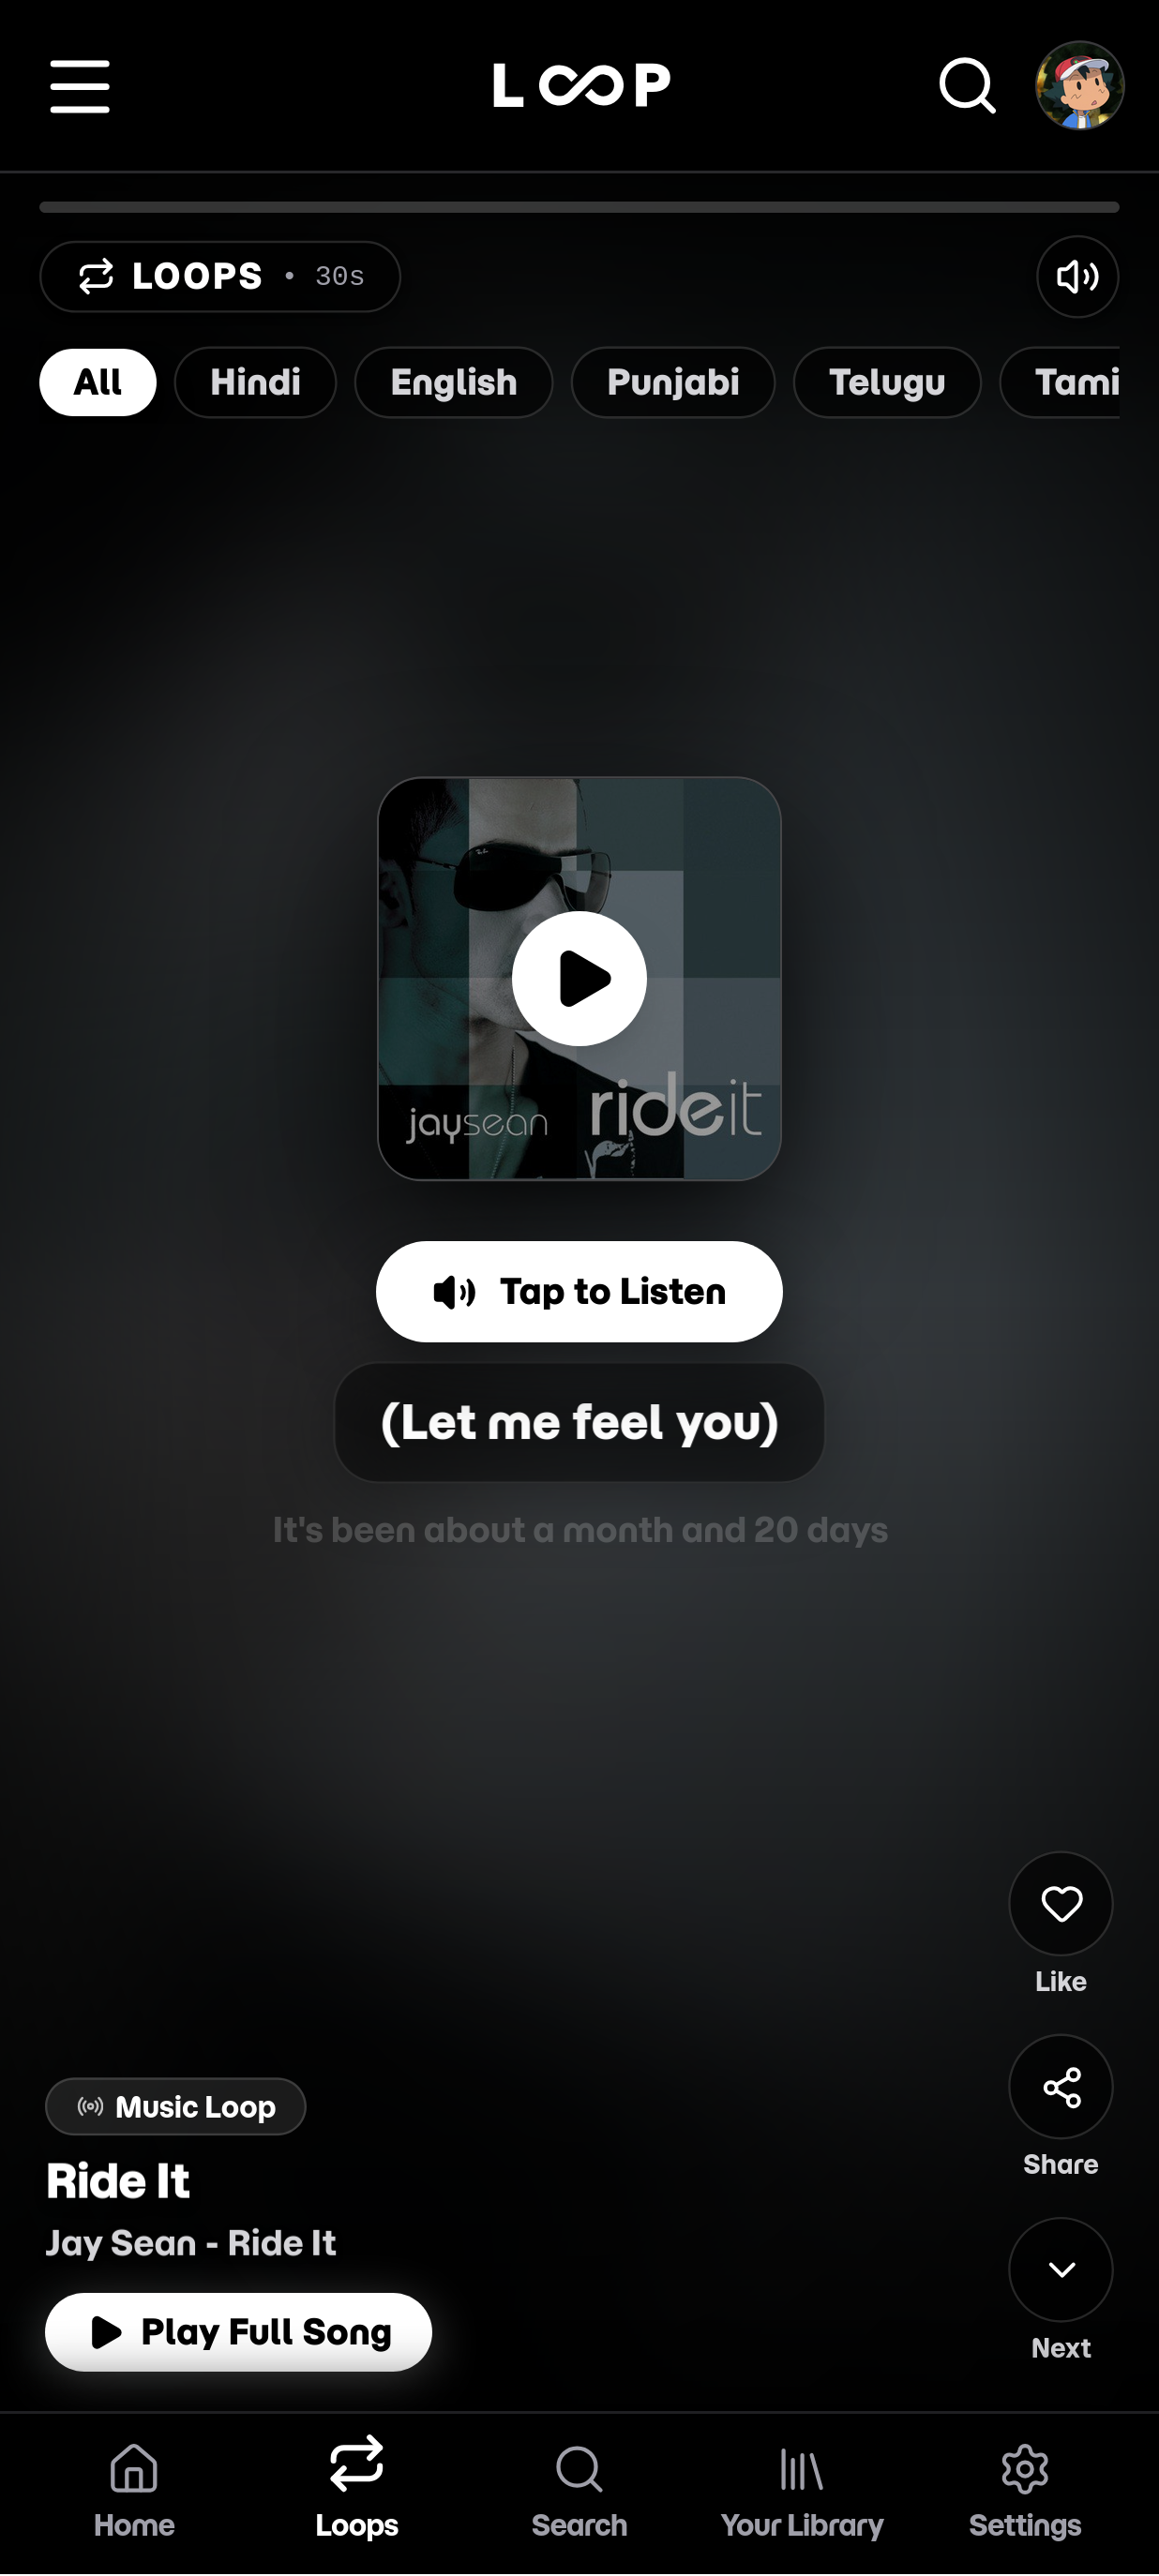 LOOP
LOOPS • 30s
All Hindi English Punjabi Telugu Tami
jaysean rideit
Tap to Listen
(Let me feel you)
It's been about a month and 20 days
Like
Share
Music Loop
Ride It
Jay Sean - Ride It
Play Full Song
Next
Home Loops Search Your Library Settings